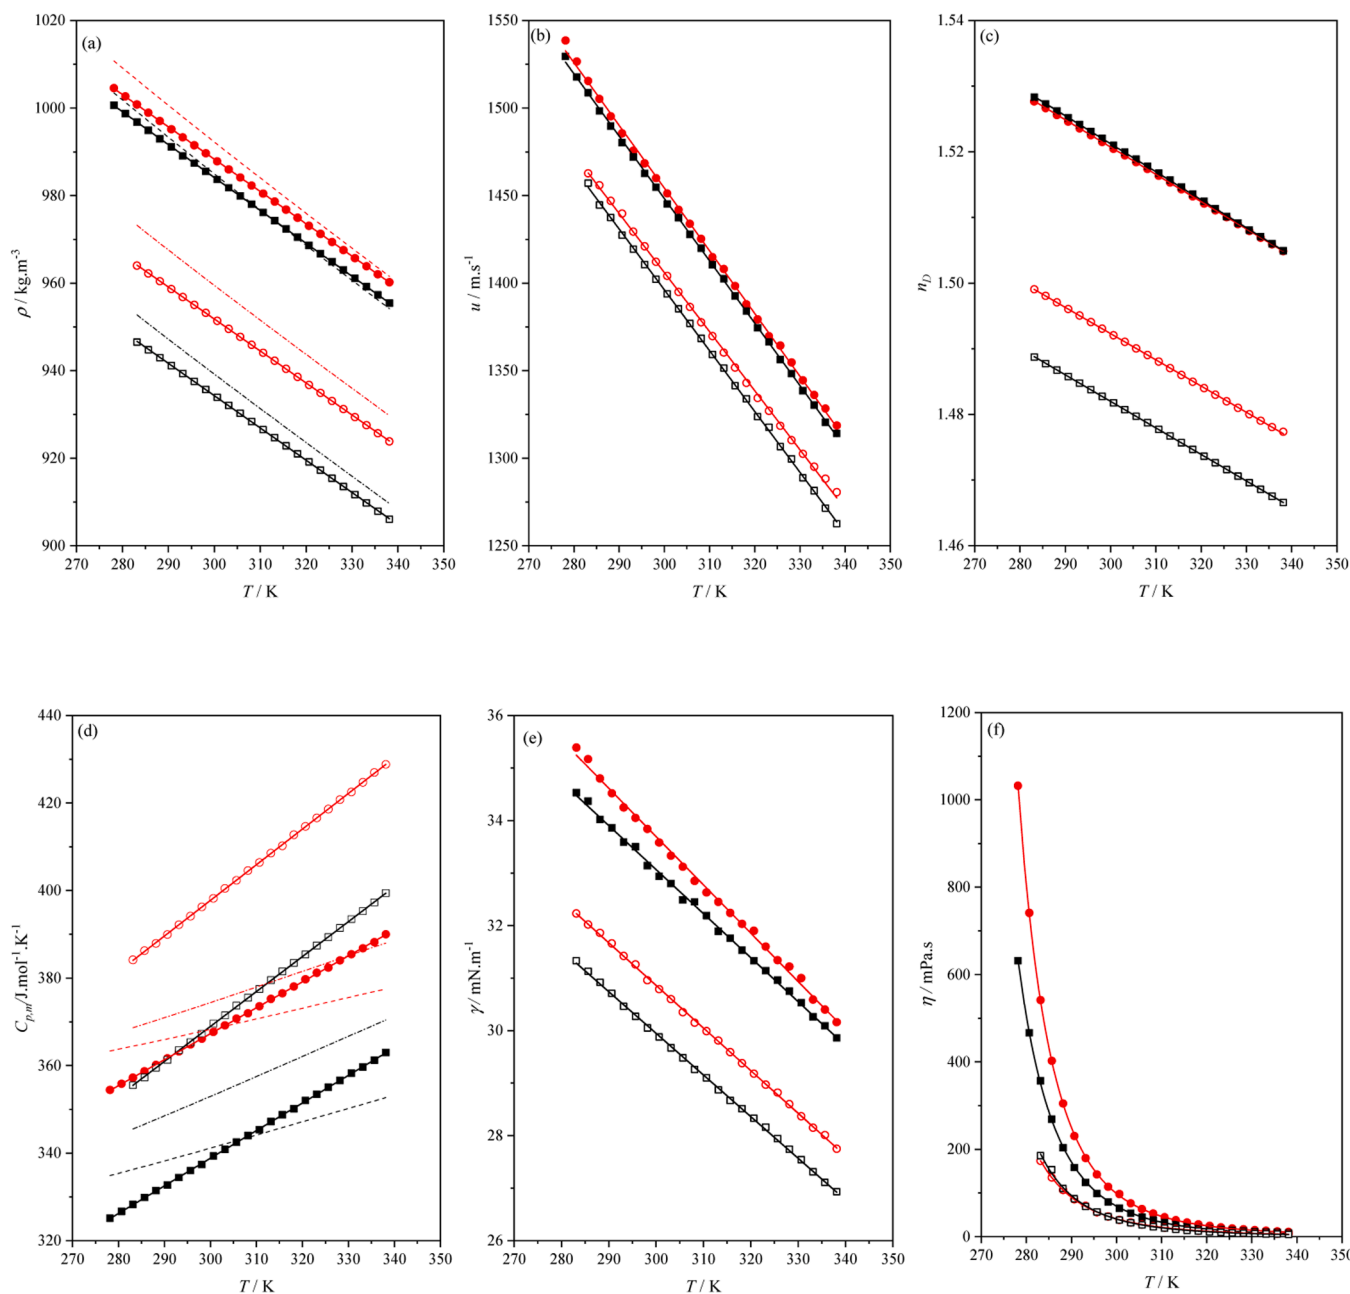 (a)
1020
1000
980
960
940
920
900
ρ / kg.m-3
270 280 290 300 310 320 330 340 350
T / K
(b)
1550
1500
1450
1400
1350
1300
1250
u / m.s-1
270 280 290 300 310 320 330 340 350
T / K
(c)
1.54
1.52
1.50
1.48
1.46
nD
270 280 290 300 310 320 330 340 350
T / K
(d)
440
420
400
380
360
340
320
Cp,m/J.mol-1.K-1
270 280 290 300 310 320 330 340 350
T / K
(e)
36
34
32
30
28
26
γ / mN.m-1
270 280 290 300 310 320 330 340 350
T / K
(f)
1200
1000
800
600
400
200
0
η / mPa.s
270 280 290 300 310 320 330 340 350
T / K